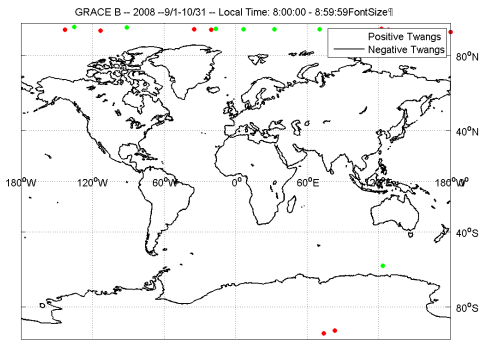 GRACE B -- 2008 --9/1-10/31 -- Local Time: 8:00:00 - 8:59:59FontSize¶
Positive Twangs
Negative Twangs
80°N
40°N
180°W 120°W 60°W 0° 60°E 120°E 180°W
40°S
80°S